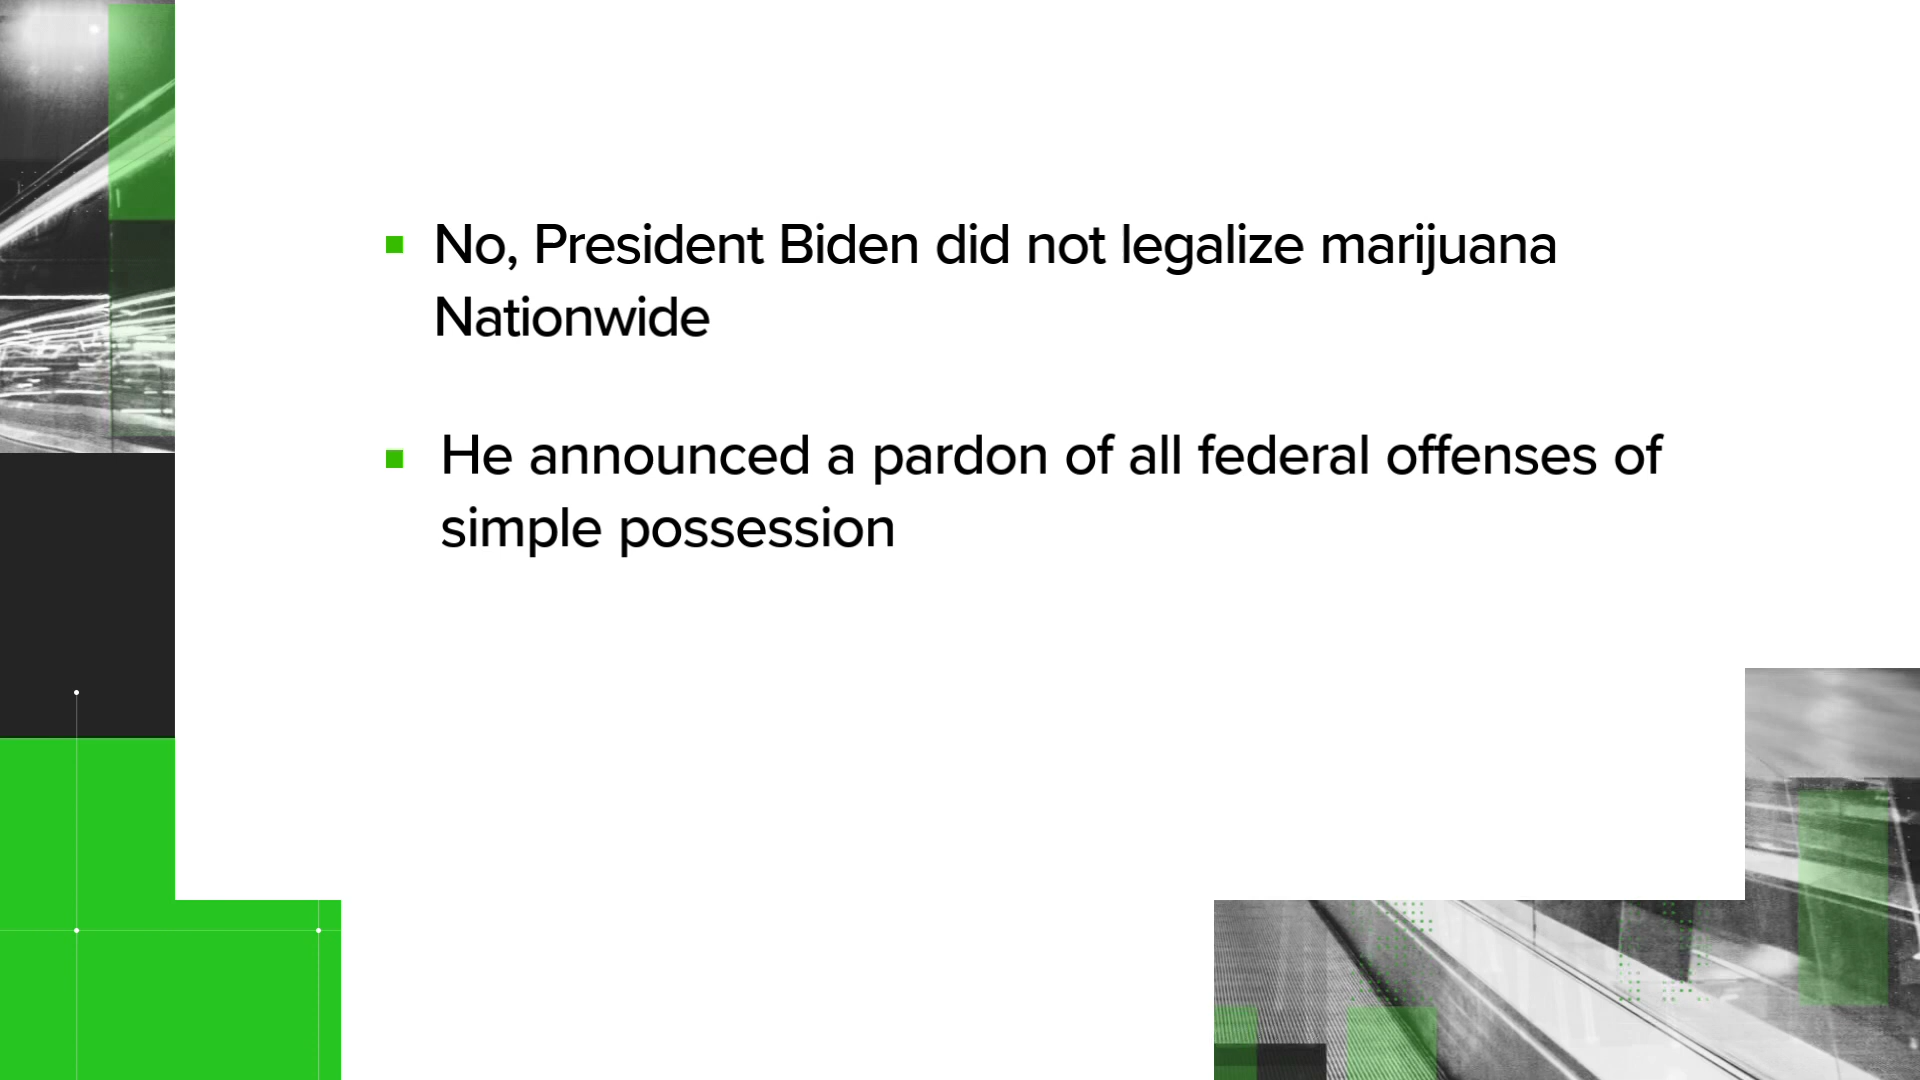 No, President Biden did not legalize marijuana
Nationwide
He announced a pardon of all federal offenses of
simple possession